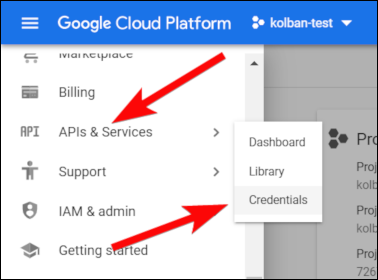 Google Cloud Platform
kolban-test
Marketplace
Billing
API
APIs & Services
Dashboard
Support
Library
IAM & admin
Credentials
Getting started
Pro
Proj
kolb
Proj
kolb
Proj
726